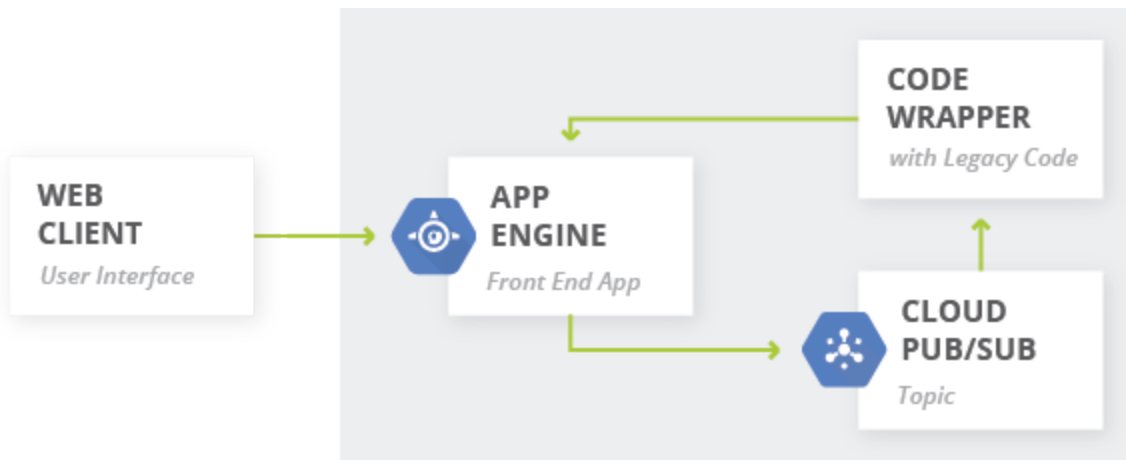 WEB
CLIENT
User Interface
APP
ENGINE
Front End App
CODE
WRAPPER
with Legacy Code
CLOUD
PUB/SUB
Topic